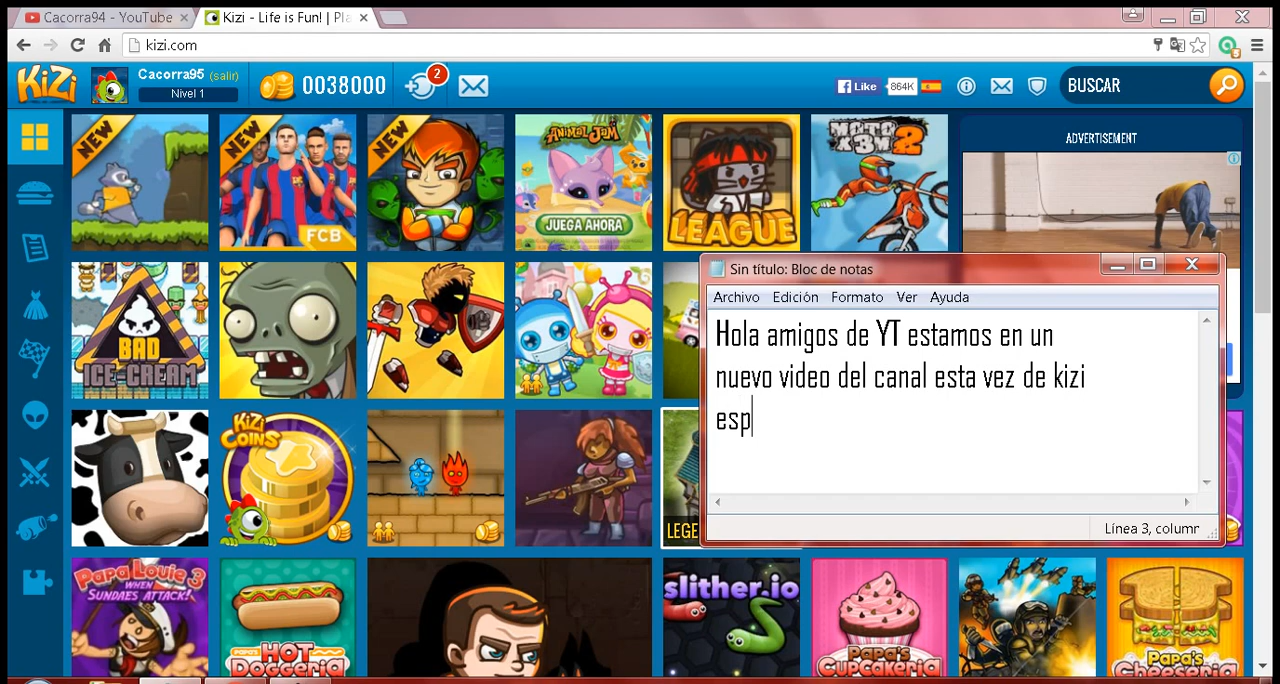 Cacorra94 - YouTube
Kizi - Life is Fun! | Pla
kizi.com
KiZi
Cacorra95 (salir)
Nivel 1
0038000
2
Like
864K
BUSCAR
NEW
NEW
FCB
NEW
ANIMAL JAM
JUEGA AHORA
LEAGUE
MOTO X3M 2
ADVERTISEMENT
BAD
ICE-CREAM
Sin título: Bloc de notas
Archivo Edición Formato Ver Ayuda
Hola amigos de YT estamos en un
nuevo video del canal esta vez de kizi
esp
Línea 3, column
KiZi
COINS
LEGE
Papa Louie 3
WHEN
SUNDAES ATTACK!
PAPA'S
HOT
DOGGERIA
slither.io
PAPA'S
CUPCAKERIA
Papa's
Cheeseria